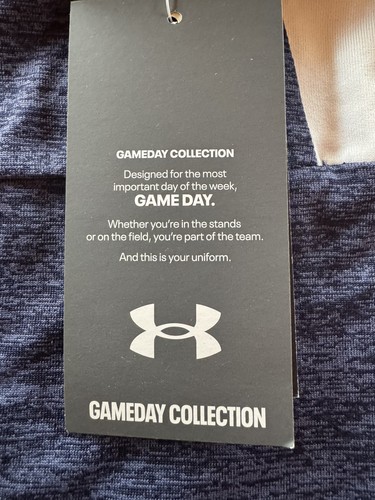 GAMEDAY COLLECTION
Designed for the most
important day of the week,
GAME DAY.
Whether you're in the stands
or on the field, you're part of the team.
And this is your uniform.
GAMEDAY COLLECTION